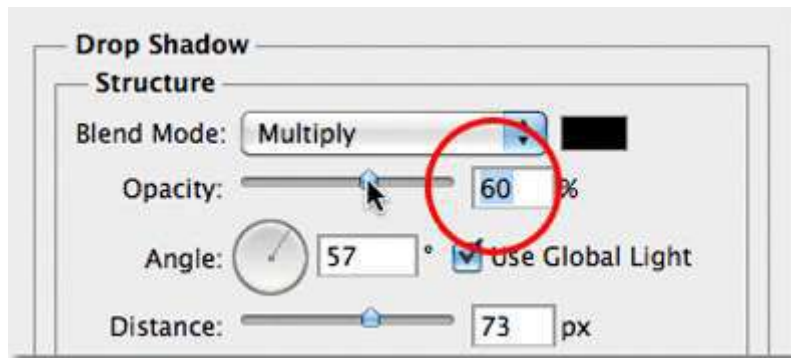 Drop Shadow
Structure
Blend Mode: Multiply
Opacity: 60 %
Angle: 57 ° Use Global Light
Distance: 73 px